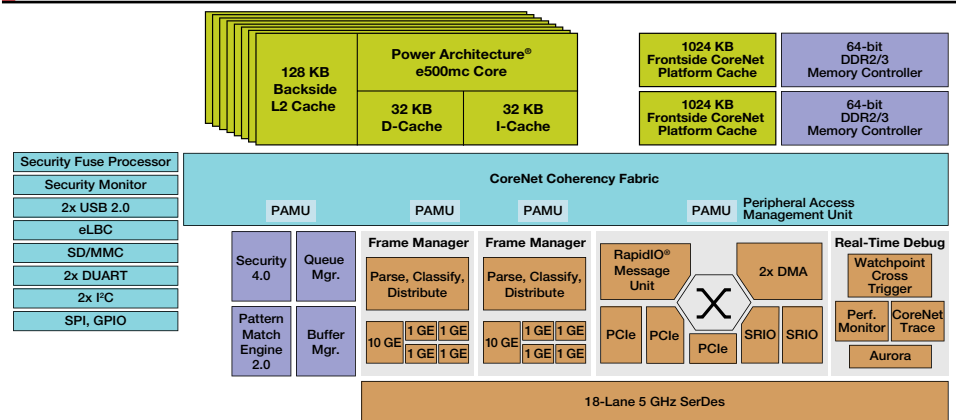 128 KB
Backside
L2 Cache
Power Architecture®
e500mc Core
32 KB
D-Cache
32 KB
I-Cache
1024 KB
Frontside CoreNet
Platform Cache
64-bit
DDR2/3
Memory Controller
1024 KB
Frontside CoreNet
Platform Cache
64-bit
DDR2/3
Memory Controller
Security Fuse Processor
Security Monitor
2x USB 2.0
eLBC
SD/MMC
2x DUART
2x I²C
SPI, GPIO
CoreNet Coherency Fabric
PAMU
PAMU
PAMU
PAMU
Peripheral Access
Management Unit
Security
4.0
Queue
Mgr.
Pattern
Match
Engine
2.0
Buffer
Mgr.
Frame Manager
Parse, Classify,
Distribute
10 GE
1 GE
1 GE
1 GE
1 GE
Frame Manager
Parse, Classify,
Distribute
10 GE
1 GE
1 GE
1 GE
1 GE
RapidIO®
Message
Unit
2x DMA
PCIe
PCIe
PCIe
SRIO
SRIO
Real-Time Debug
Watchpoint
Cross
Trigger
Perf.
Monitor
CoreNet
Trace
Aurora
18-Lane 5 GHz SerDes